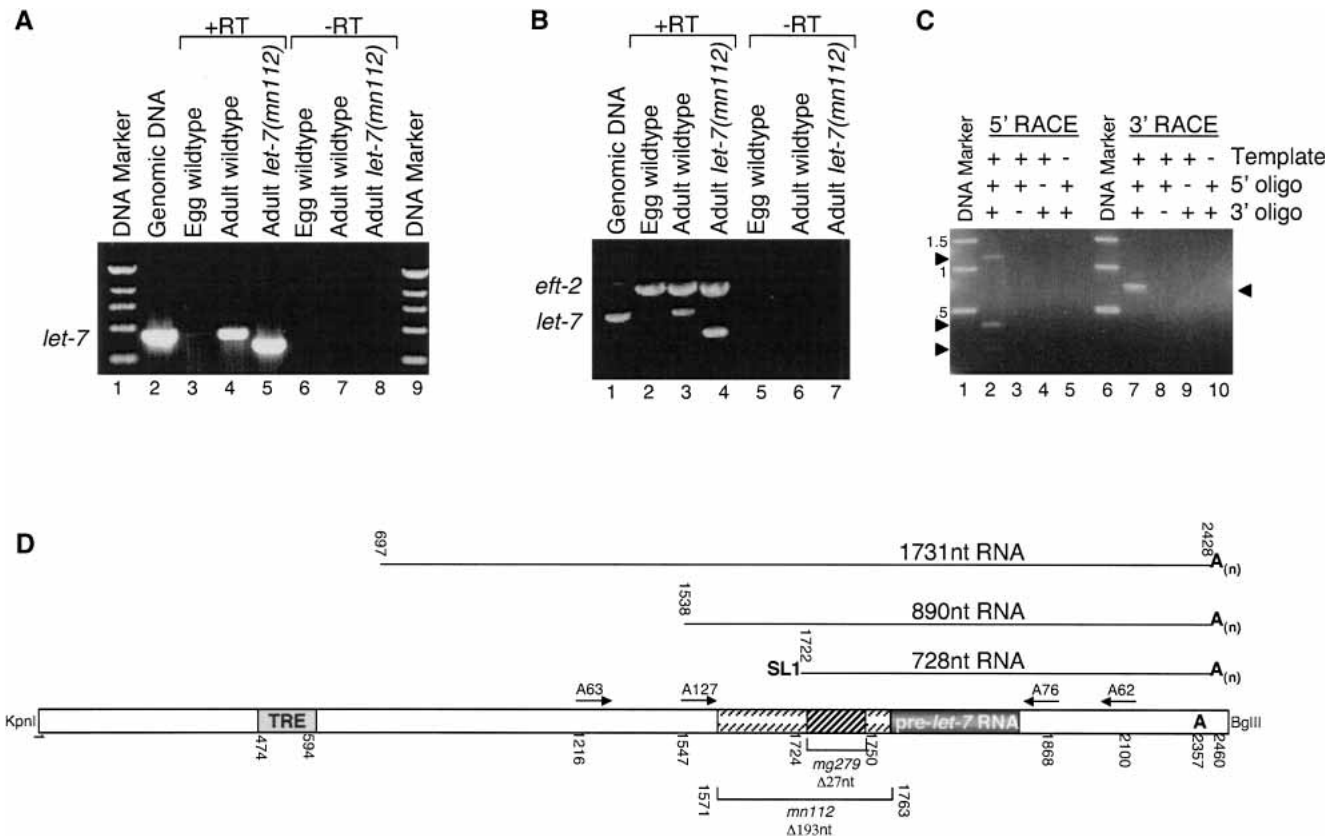 A
+RT
-RT
DNA Marker
Genomic DNA
Egg wildtype
Adult wildtype
Adult let-7(mn112)
Egg wildtype
Adult wildtype
Adult let-7(mn112)
DNA Marker
let-7
1 2 3 4 5 6 7 8 9
B
+RT
-RT
Genomic DNA
Egg wildtype
Adult wildtype
Adult let-7(mn112)
Egg wildtype
Adult wildtype
Adult let-7(mn112)
eft-2
let-7
1 2 3 4 5 6 7
C
DNA Marker
5' RACE
DNA Marker
3' RACE
+ + + - + + + - Template
+ + - + + + - + 5' oligo
+ - + + + - + + 3' oligo
1.5
1
.5
1 2 3 4 5 6 7 8 9 10
D
697
1731nt RNA
2428
A(n)
1538
890nt RNA
A(n)
1722
SL1
728nt RNA
A(n)
A63
A127
A76
A62
KpnI
TRE
pre-let-7 RNA
A
BglII
1
474
594
1216
1547
1724
1750
1868
2100
2357
2460
mg279
Δ27nt
1571
1763
mn112
Δ193nt